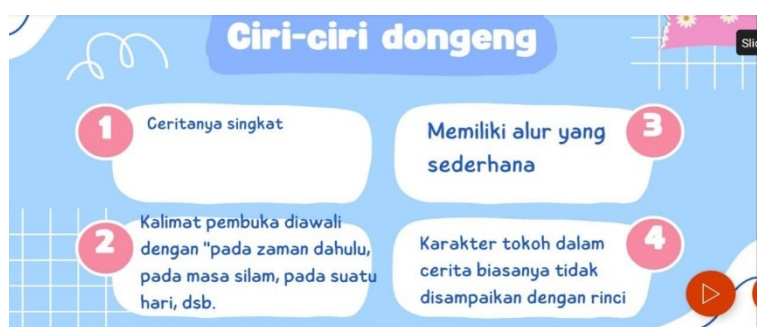 Ciri-ciri dongeng
1
Ceritanya singkat
2
Kalimat pembuka diawali
dengan "pada zaman dahulu,
pada masa silam, pada suatu
hari, dsb.
3
Memiliki alur yang
sederhana
4
Karakter tokoh dalam
cerita biasanya tidak
disampaikan dengan rinci